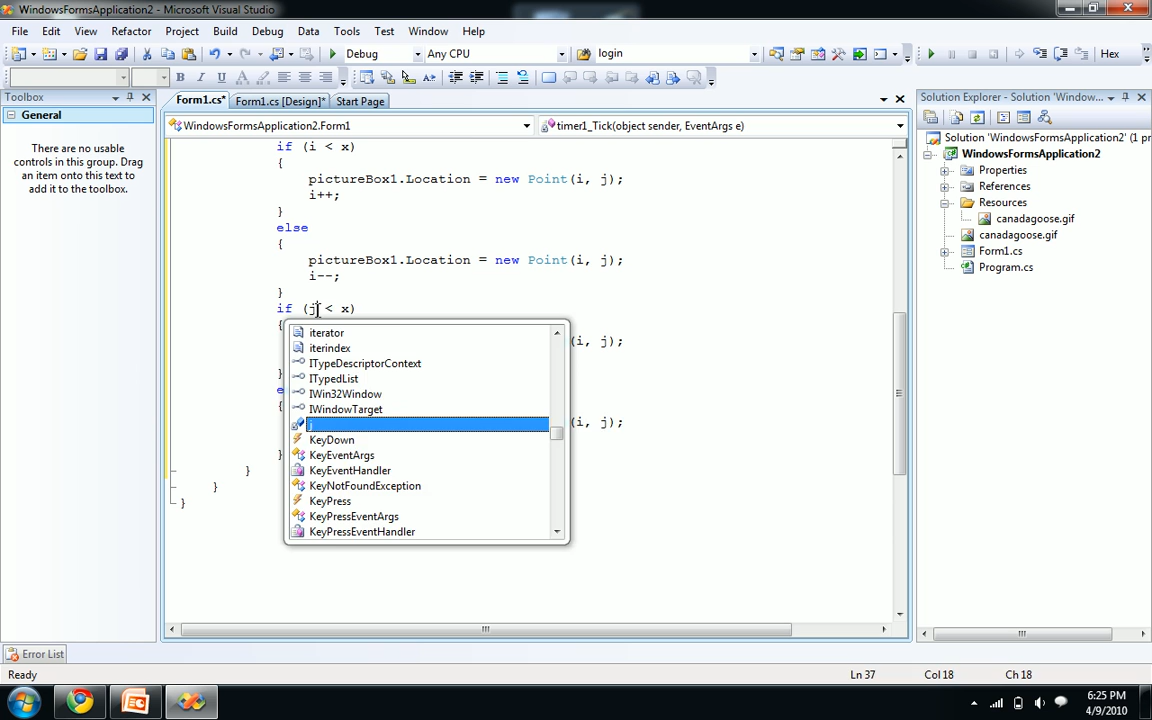 WindowsFormsApplication2 - Microsoft Visual Studio
File Edit View Refactor Project Build Debug Data Tools Test Window Help
Debug Any CPU login Hex
Toolbox
General
There are no usable
controls in this group. Drag
an item onto this text to
add it to the toolbox.
Form1.cs* Form1.cs [Design]* Start Page
WindowsFormsApplication2.Form1 timer1_Tick(object sender, EventArgs e)
if (i < x)
{
pictureBox1.Location = new Point(i, j);
i++;
}
else
{
pictureBox1.Location = new Point(i, j);
i--;
}
if (j < x)
{
(i, j);
}
e
{
(i, j);
}
}
}
}
iterator
iterindex
ITypeDescriptorContext
ITypedList
IWin32Window
IWindowTarget
j
KeyDown
KeyEventArgs
KeyEventHandler
KeyNotFoundException
KeyPress
KeyPressEventArgs
KeyPressEventHandler
Solution Explorer - Solution 'Window...
Solution 'WindowsFormsApplication2' (1 pr
WindowsFormsApplication2
Properties
References
Resources
canadagoose.gif
canadagoose.gif
Form1.cs
Program.cs
Error List
Ready Ln 37 Col 18 Ch 18
6:25 PM
4/9/2010